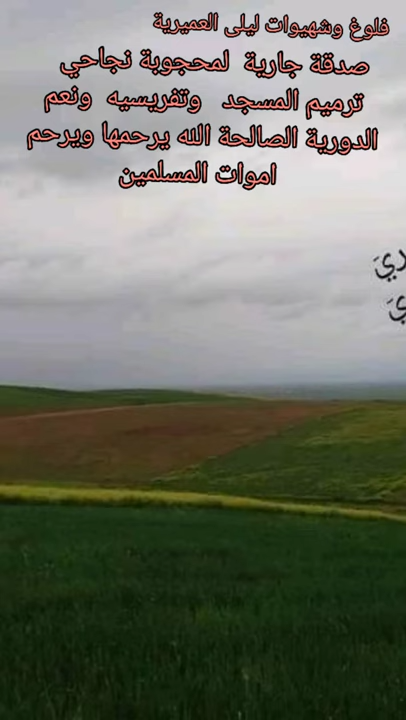 فلوغ وشهيوات ليلى العميرية
صدقة جارية لمحجوبة نجاحي
ترميم المسجد وتفريسيه ونعم
الدورية الصالحة الله يرحمها ويرحم
اموات المسلمين